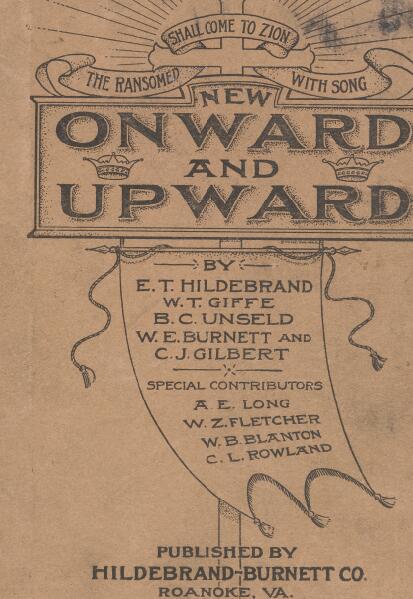 SHALL COME TO ZION
THE RANSOMED
WITH SONG
NEW
ONWARD
AND
UPWARD
BY
E. T. HILDEBRAND
W. T. GIFFE
B. C. UNSELD
W. E. BURNETT AND
C. J. GILBERT
SPECIAL CONTRIBUTORS
A. E. LONG
W. Z. FLETCHER
W. B. BLANTON
C. L. ROWLAND
PUBLISHED BY
HILDEBRAND-BURNETT CO.
ROANOKE, VA.